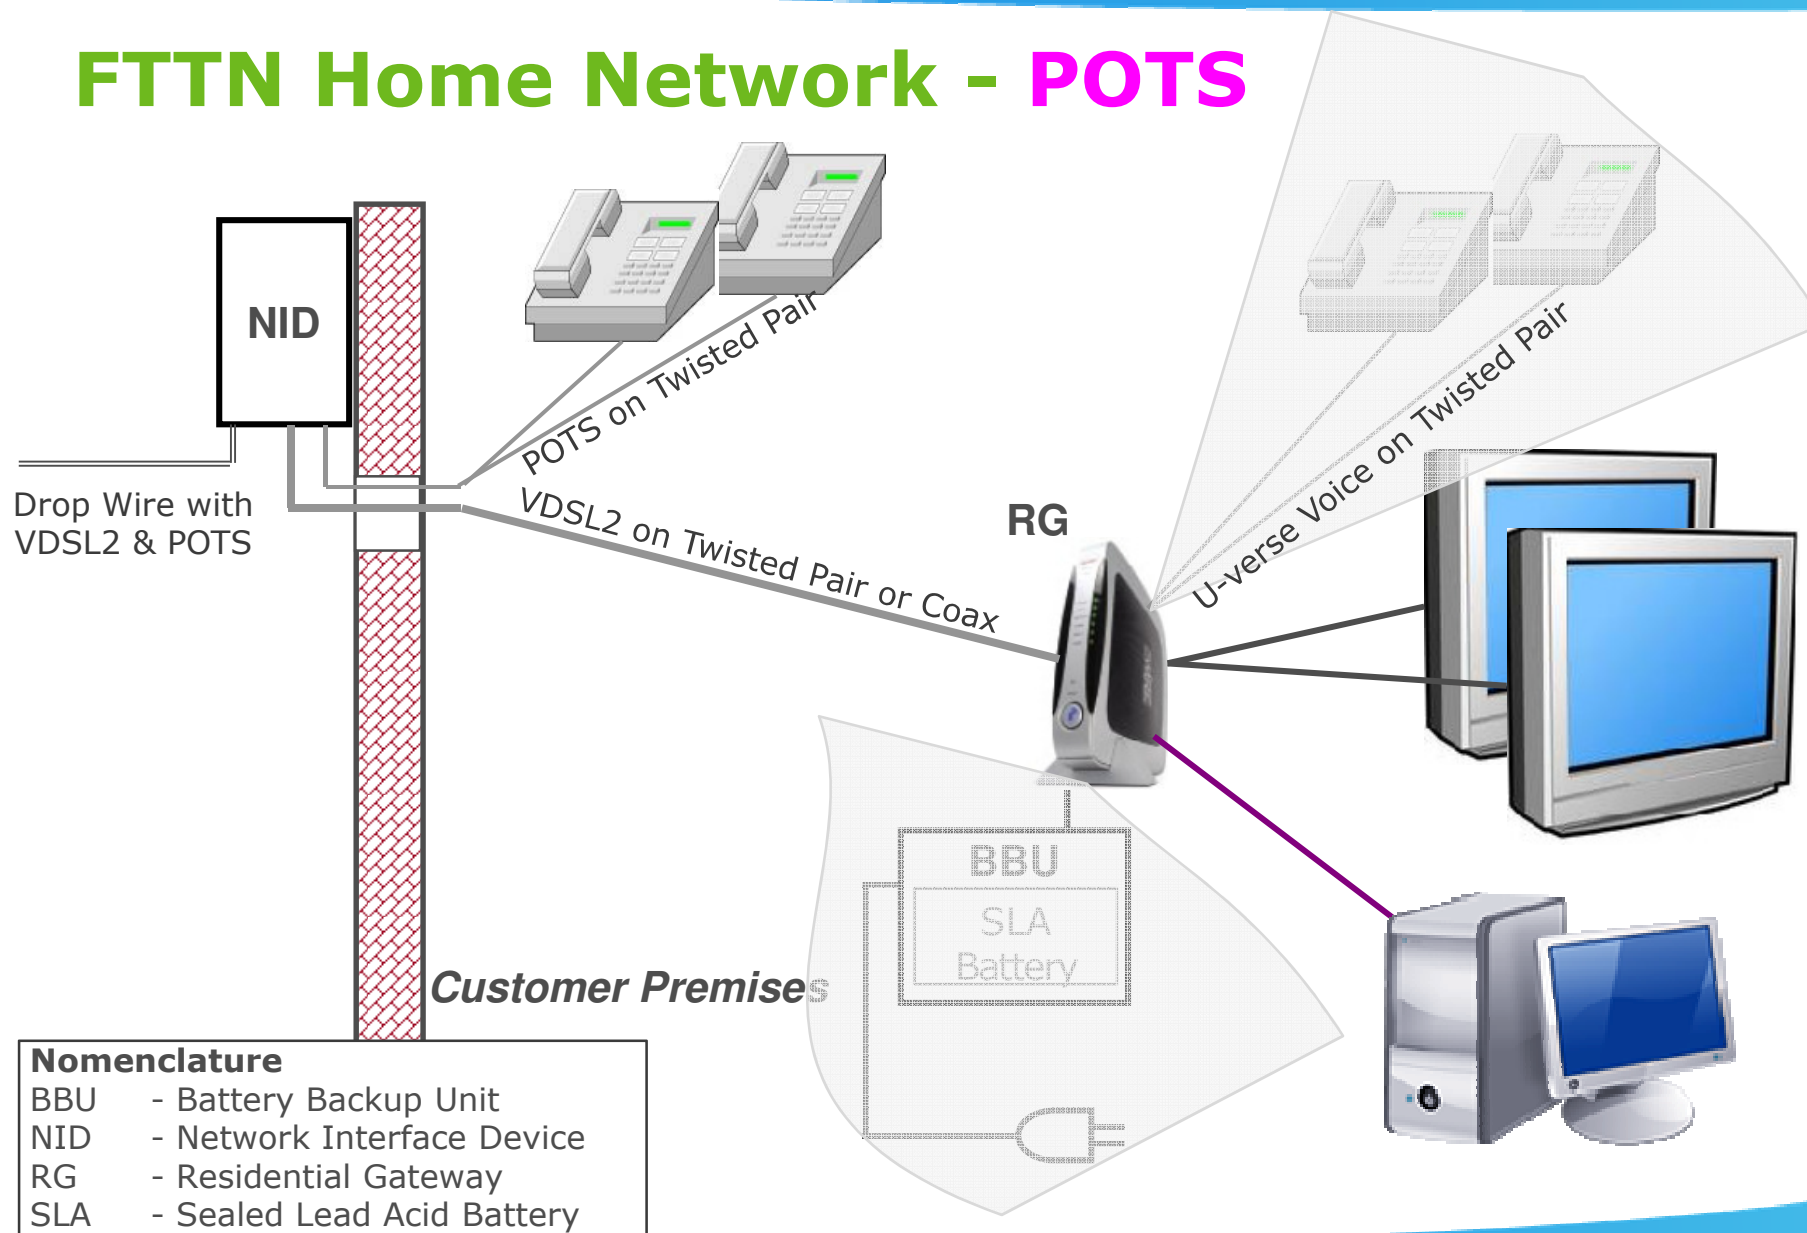 FTTN Home Network - POTS
NID
Drop Wire with
VDSL2 & POTS
POTS on Twisted Pair
VDSL2 on Twisted Pair or Coax
RG
U-verse Voice on Twisted Pair
BBU
SLA
Battery
Customer Premises
Nomenclature
BBU - Battery Backup Unit
NID - Network Interface Device
RG - Residential Gateway
SLA - Sealed Lead Acid Battery